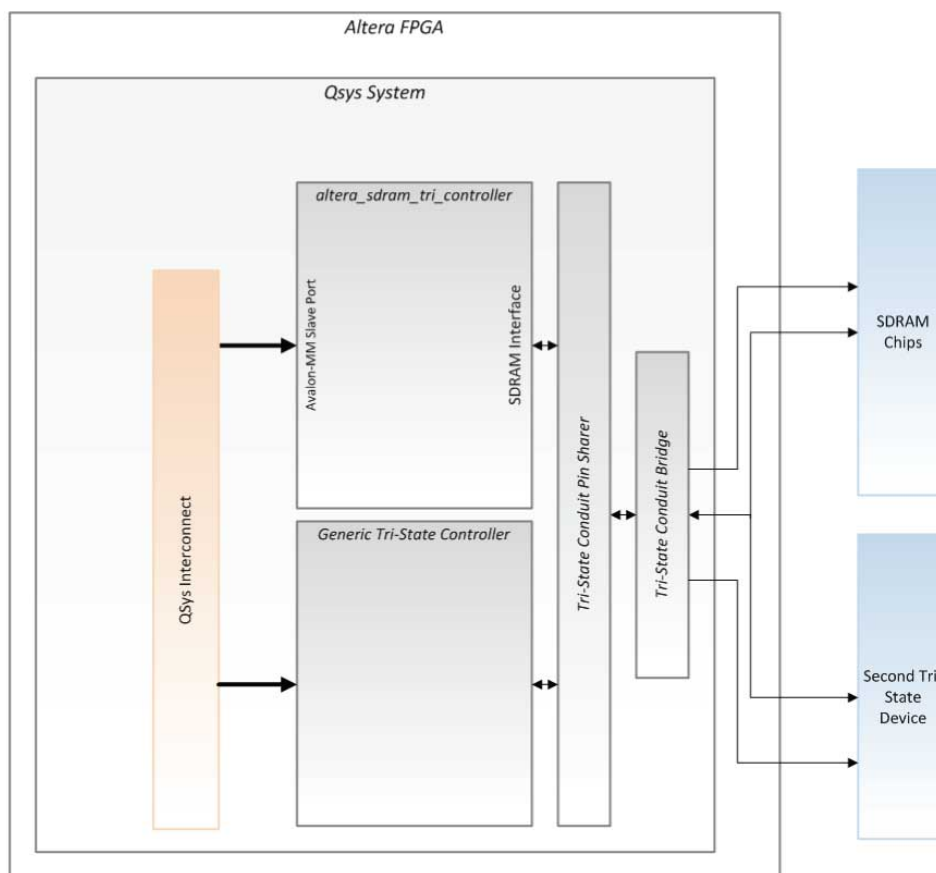 Altera FPGA
Qsys System
altera_sdram_tri_controller
Avalon-MM Slave Port
SDRAM Interface
QSys Interconnect
Generic Tri-State Controller
Tri-State Conduit Pin Sharer
Tri-State Conduit Bridge
SDRAM
Chips
Second Tri
State
Device